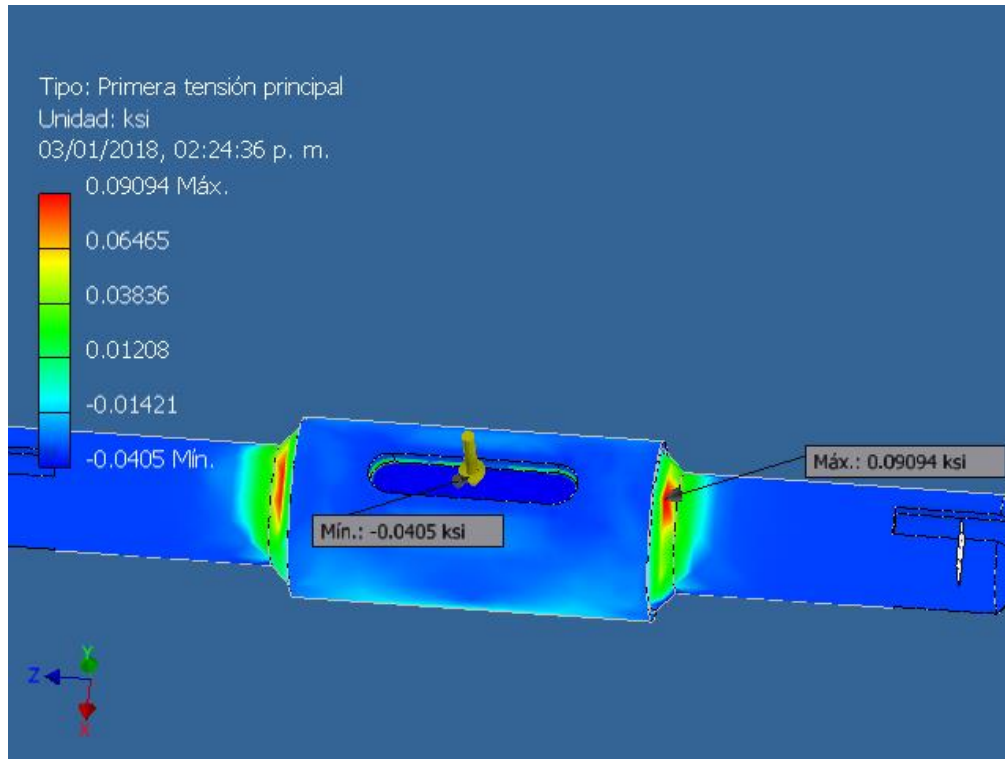 Tipo: Primera tensión principal
Unidad: ksi
03/01/2018, 02:24:36 p. m.
0.09094 Máx.
0.06465
0.03836
0.01208
-0.01421
-0.0405 Mín.
Máx.: 0.09094 ksi
Mín.: -0.0405 ksi
Y
Z
X